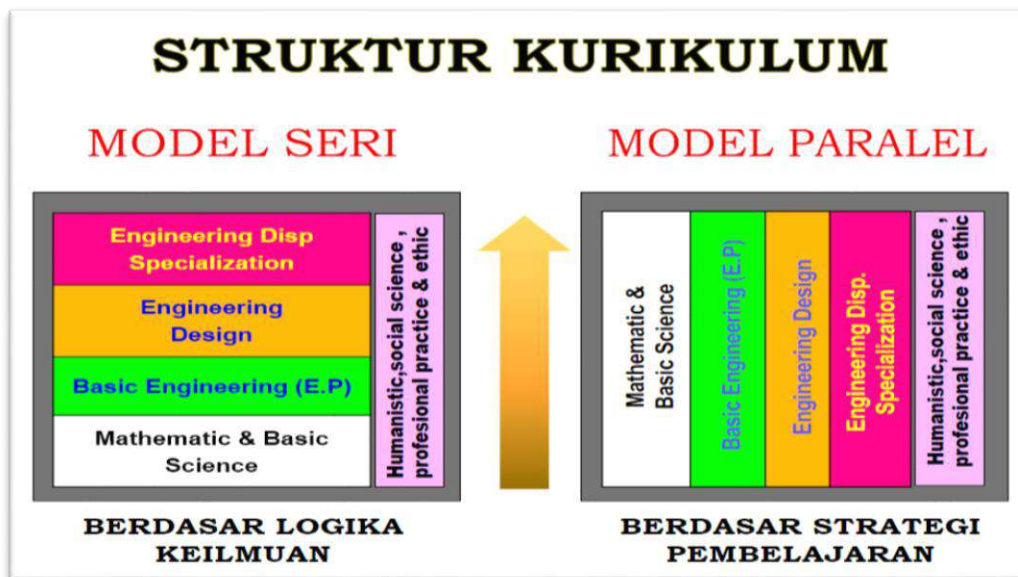 STRUKTUR KURIKULUM
MODEL SERI
Engineering Disp
Specialization
Engineering
Design
Basic Engineering (E.P)
Mathematic & Basic
Science
Humanistic,social science ,
profesional practice & ethic
BERDASAR LOGIKA
KEILMUAN
MODEL PARALEL
Mathematic &
Basic Science
Basic Engineering (E.P)
Engineering Design
Engineering Disp.
Specialization
Humanistic,social science ,
profesional practice & ethic
BERDASAR STRATEGI
PEMBELAJARAN